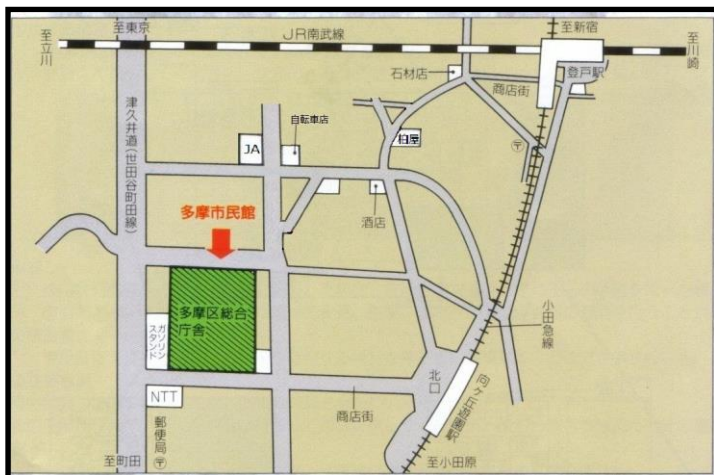 至東京
至新宿
JR南武線
至立川
至川崎
石材店
登戸駅
商店街
津久井道(世田谷町田線)
自転車店
JA
柏屋
〒
多摩市民館
酒店
多摩区総合
庁舎
ガソリン
スタンド
小田急線
北口
向ヶ丘遊園駅
NTT
商店街
郵便局〒
至町田
至小田原